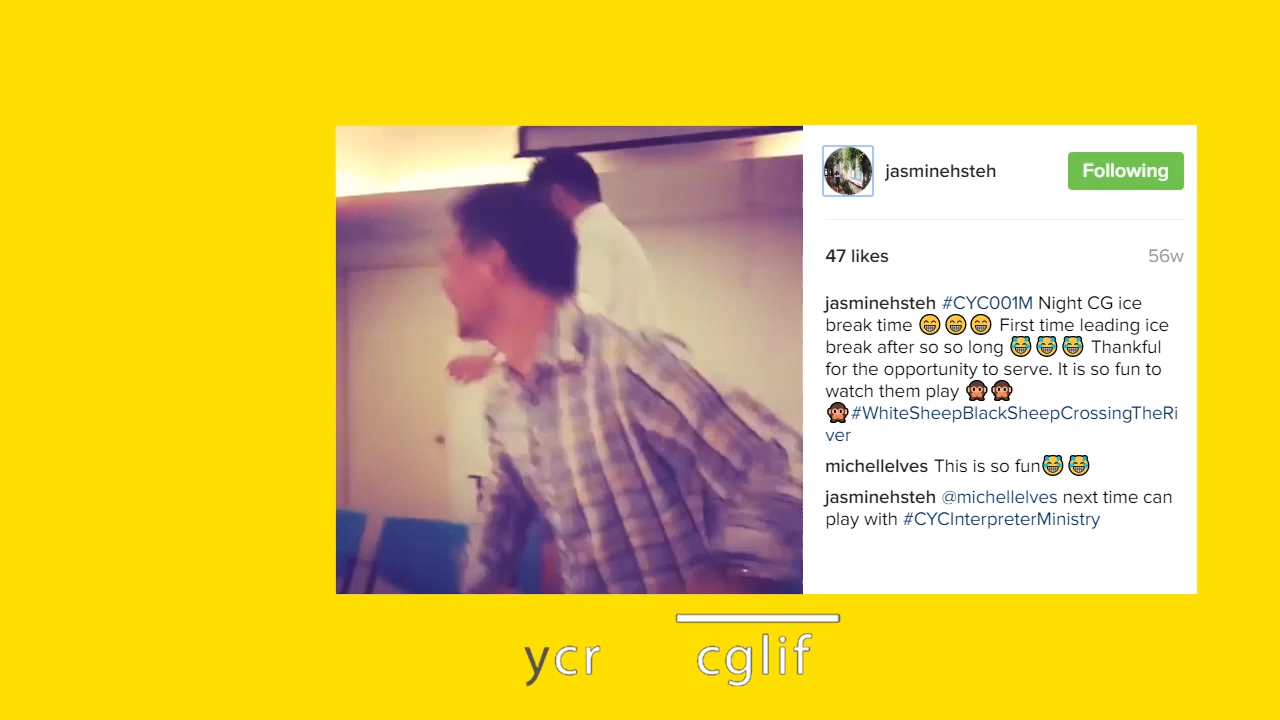 jasminehsteh
Following
47 likes
56w
jasminehsteh #CYC001M Night CG ice
break time 😁😁😁 First time leading ice
break after so so long 😹😹😹 Thankful
for the opportunity to serve. It is so fun to
watch them play 🙊🙊
🙊#WhiteSheepBlackSheepCrossingTheRi
ver
michellelves This is so fun😹😹
jasminehsteh @michellelves next time can
play with #CYCInterpreterMinistry
ycr cglif